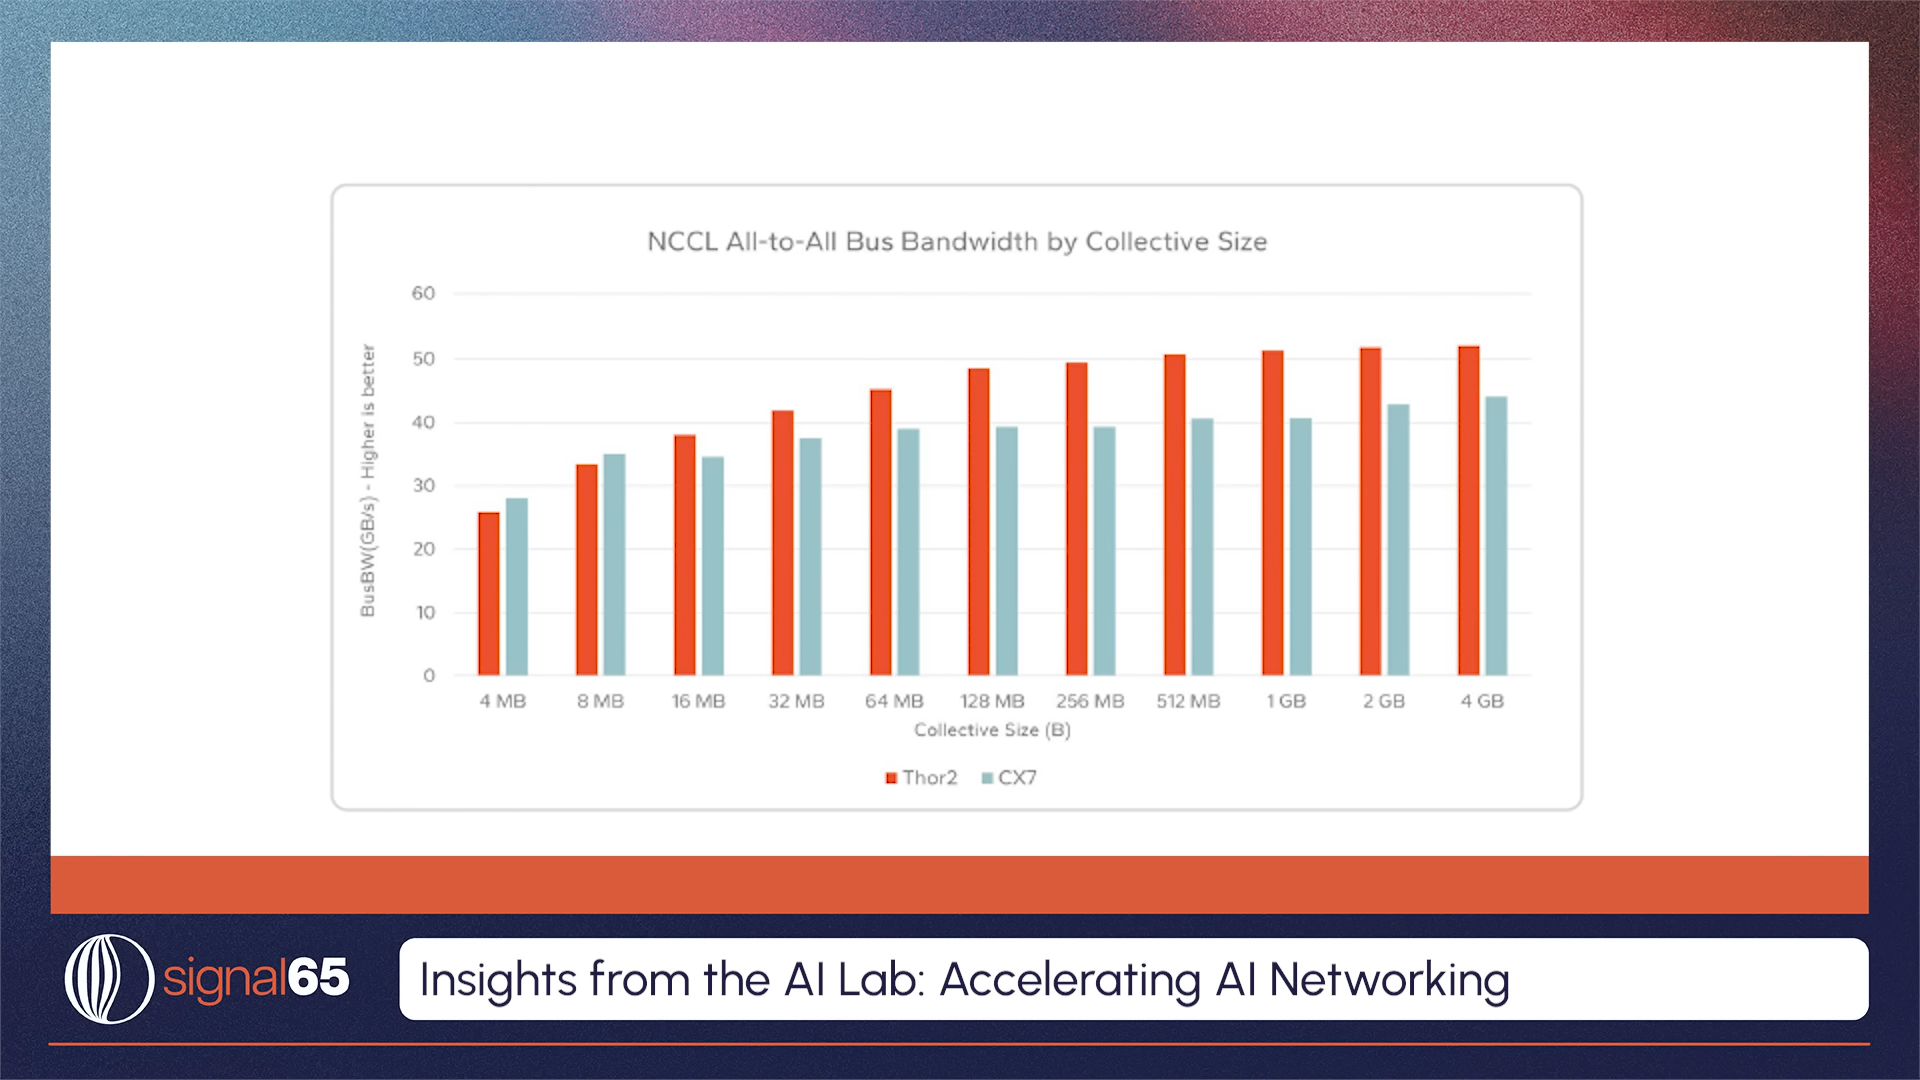 NCCL All-to-All Bus Bandwidth by Collective Size
BusBW(GB/s) - Higher is better
60
50
40
30
20
10
0
4 MB 8 MB 16 MB 32 MB 64 MB 128 MB 256 MB 512 MB 1 GB 2 GB 4 GB
Collective Size (B)
Thor2 CX7
signal65
Insights from the AI Lab: Accelerating AI Networking